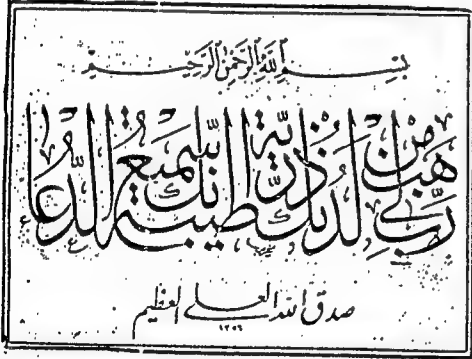 بسم الله الرحمن الرحيم
رب هب لي من لدنك ذرية طيبة إنك سميع الدعاء
صدق الله العلي العظيم